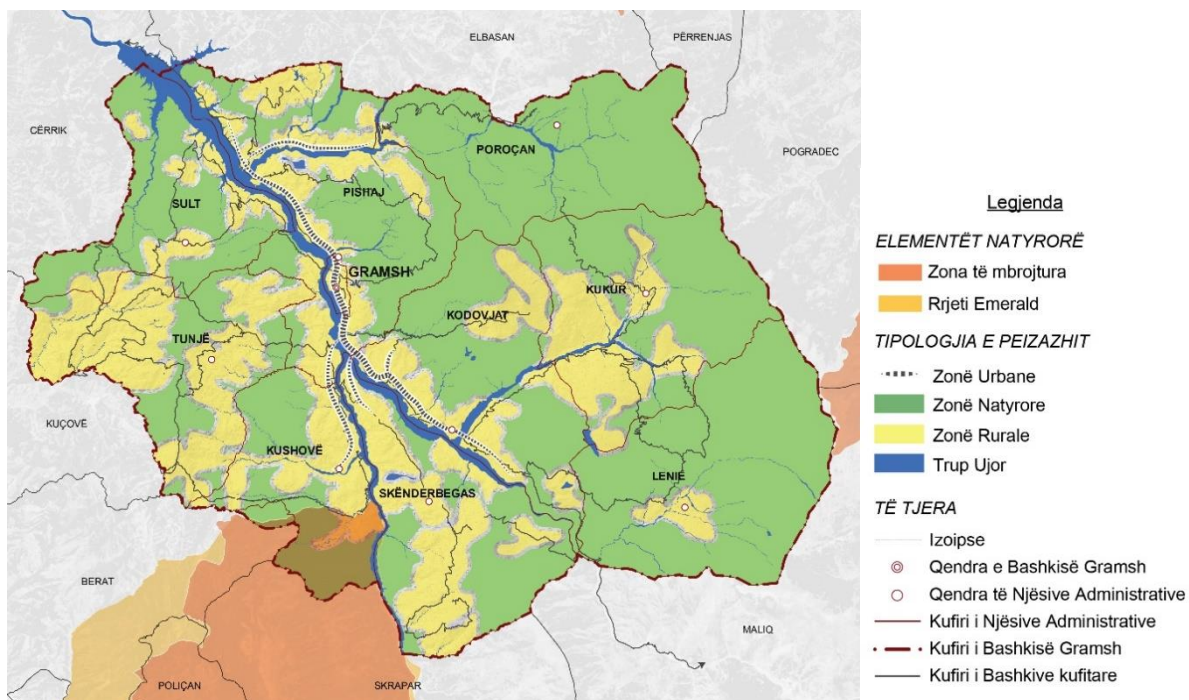 ELBASAN
PËRRENJAS
CËRRIK
POGRADEC
POROÇAN
PISHAJ
SULT
GRAMSH
KUKUR
KODOVJAT
TUNJË
KUÇOVË
KUSHOVË
LENIE
SKËNDERBEGAS
BERAT
MALIQ
POLIÇAN
SKRAPAR
Legjenda
ELEMENTËT NATYRORË
Zona të mbrojtura
Rrjeti Emerald
TIPOLOGJIA E PEIZAZHIT
Zonë Urbane
Zonë Natyrore
Zonë Rurale
Trup Ujor
TË TJERA
Izoipse
Qendra e Bashkisë Gramsh
Qendra të Njësive Administrative
Kufiri i Njësive Administrative
Kufiri i Bashkisë Gramsh
Kufiri i Bashkive kufitare